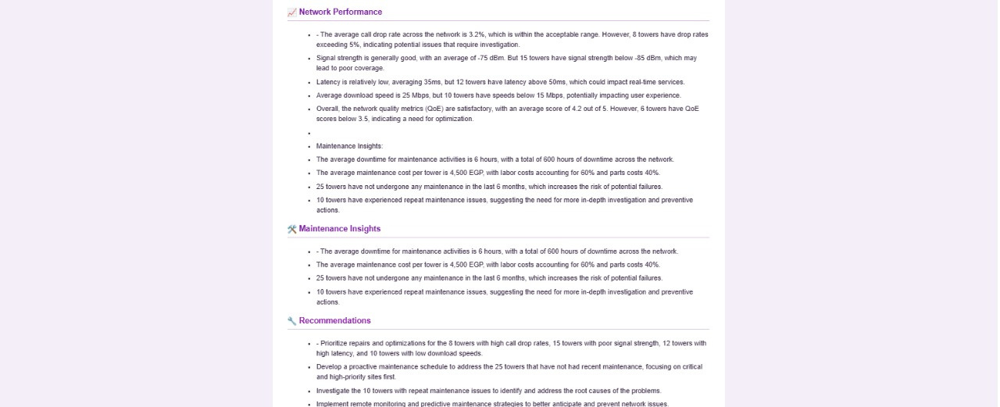 📈 Network Performance
• - The average call drop rate across the network is 3.2%, which is within the acceptable range. However, 8 towers have drop rates
exceeding 5%, indicating potential issues that require investigation.
• Signal strength is generally good, with an average of -75 dBm. But 15 towers have signal strength below -85 dBm, which may
lead to poor coverage.
• Latency is relatively low, averaging 35ms, but 12 towers have latency above 50ms, which could impact real-time services.
• Average download speed is 25 Mbps, but 10 towers have speeds below 15 Mbps, potentially impacting user experience.
• Overall, the network quality metrics (QoE) are satisfactory, with an average score of 4.2 out of 5. However, 6 towers have QoE
scores below 3.5, indicating a need for optimization.
•
• Maintenance Insights:
• The average downtime for maintenance activities is 6 hours, with a total of 600 hours of downtime across the network.
• The average maintenance cost per tower is 4,500 EGP, with labor costs accounting for 60% and parts costs 40%.
• 25 towers have not undergone any maintenance in the last 6 months, which increases the risk of potential failures.
• 10 towers have experienced repeat maintenance issues, suggesting the need for more in-depth investigation and preventive
actions.
🛠️ Maintenance Insights
• - The average downtime for maintenance activities is 6 hours, with a total of 600 hours of downtime across the network.
• The average maintenance cost per tower is 4,500 EGP, with labor costs accounting for 60% and parts costs 40%.
• 25 towers have not undergone any maintenance in the last 6 months, which increases the risk of potential failures.
• 10 towers have experienced repeat maintenance issues, suggesting the need for more in-depth investigation and preventive
actions.
🔧 Recommendations
• - Prioritize repairs and optimizations for the 8 towers with high call drop rates, 15 towers with poor signal strength, 12 towers with
high latency, and 10 towers with low download speeds.
• Develop a proactive maintenance schedule to address the 25 towers that have not had recent maintenance, focusing on critical
and high-priority sites first.
• Investigate the 10 towers with repeat maintenance issues to identify and address the root causes of the problems.
• Implement remote monitoring and predictive maintenance strategies to better anticipate and prevent network issues.